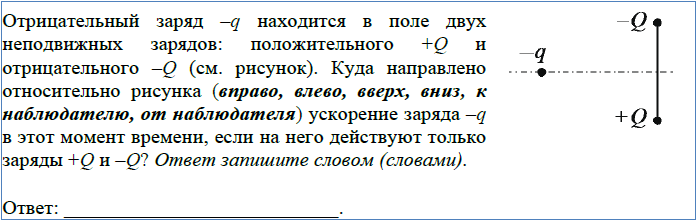 Отрицательный заряд –q находится в поле двух
неподвижных зарядов: положительного +Q и
отрицательного –Q (см. рисунок). Куда направлено
относительно рисунка (вправо, влево, вверх, вниз, к
наблюдателю, от наблюдателя) ускорение заряда –q
в этот момент времени, если на него действуют только
заряды +Q и –Q? Ответ запишите словом (словами).
Ответ: ____________________________.
–Q
–q
+Q